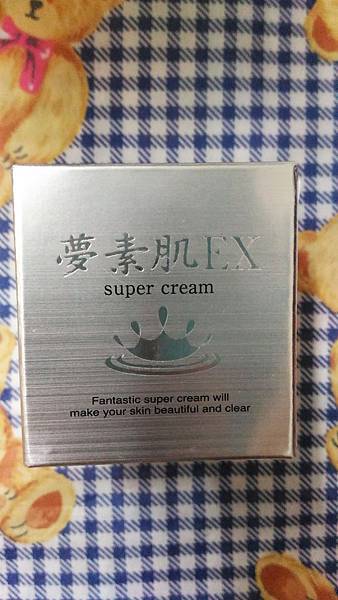 夢素肌EX
super cream
Fantastic super cream will
make your skin beautiful and clear